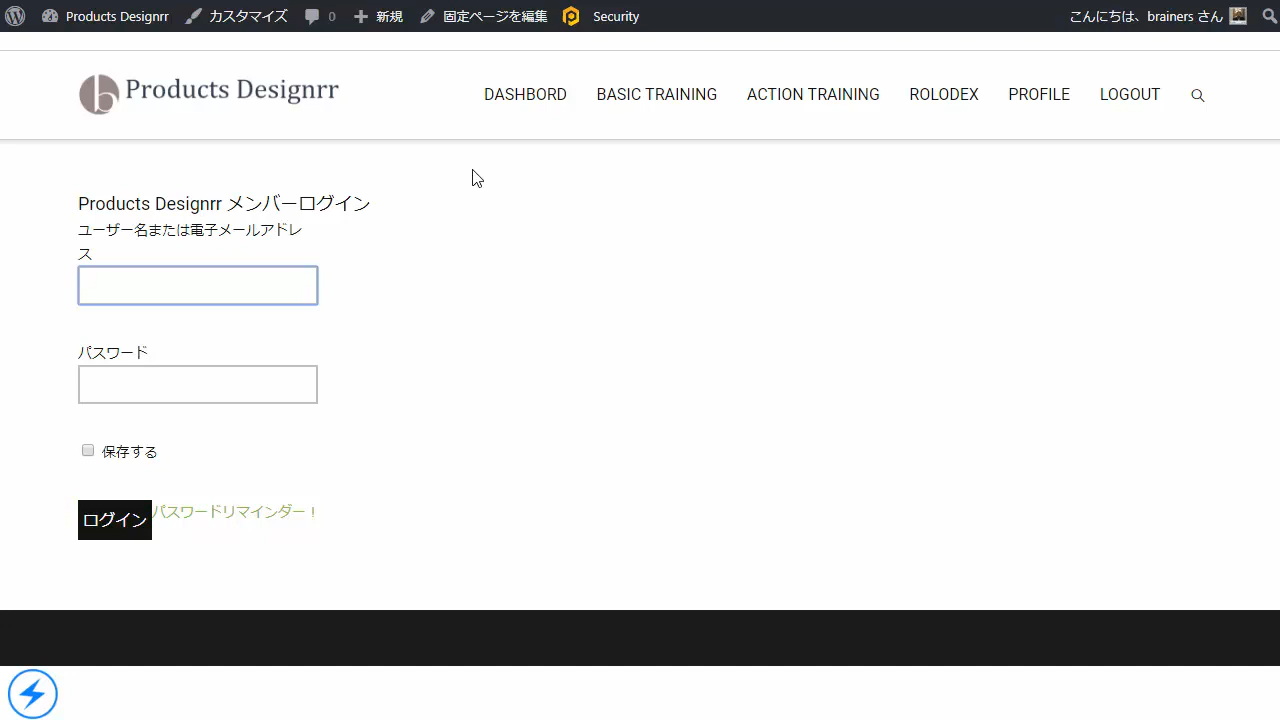 Products Designrr カスタマイズ 0 新規 固定ページを編集 Security こんにちは、brainers さん
b Products Designrr DASHBORD BASIC TRAINING ACTION TRAINING ROLODEX PROFILE LOGOUT
Products Designrr メンバーログイン
ユーザー名または電子メールアドレ
ス
パスワード
保存する
ログイン パスワードリマインダー！